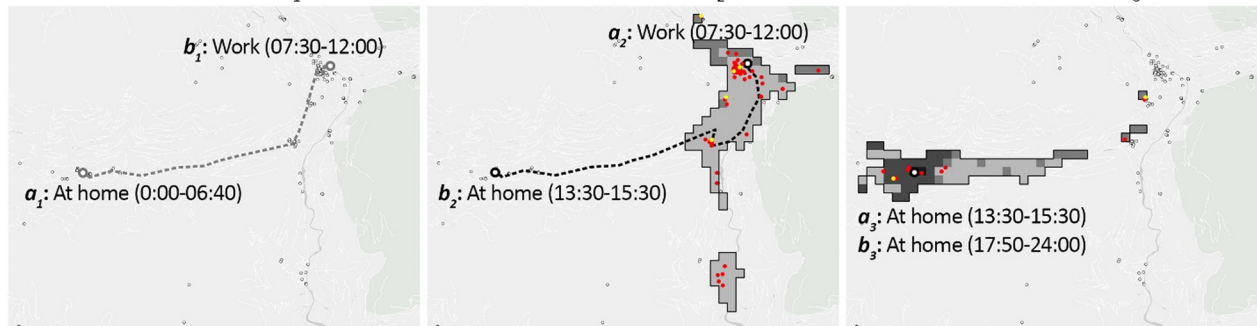 b1: Work (07:30-12:00)
a1: At home (0:00-06:40)
a2: Work (07:30-12:00)
b2: At home (13:30-15:30)
a3: At home (13:30-15:30)
b3: At home (17:50-24:00)